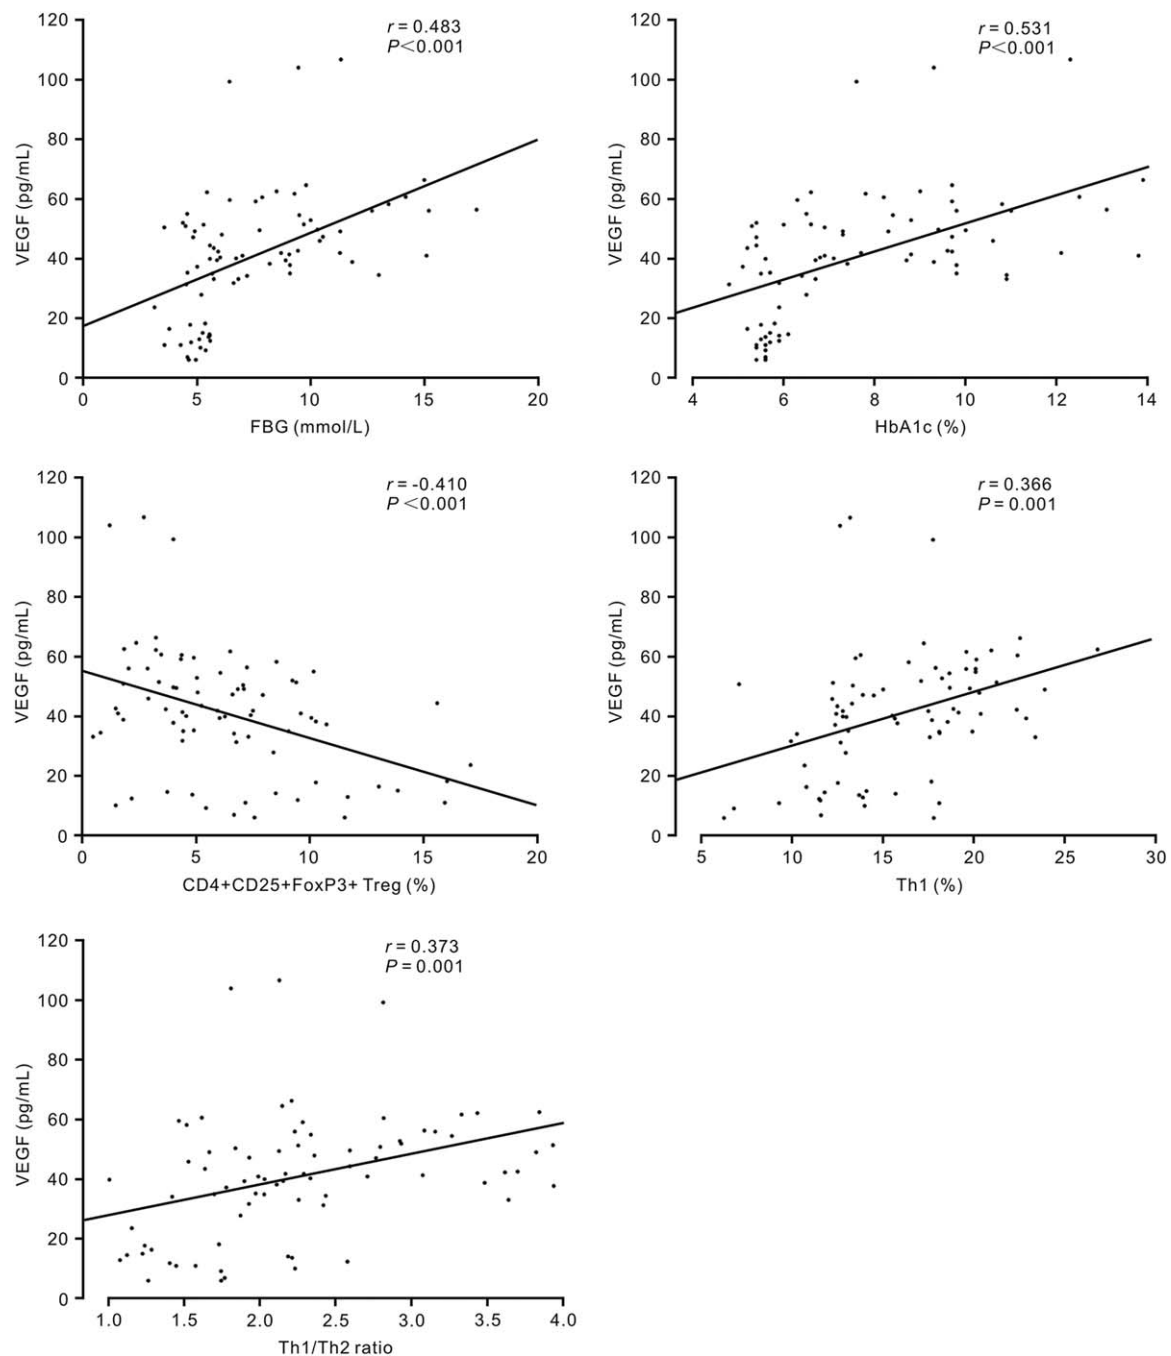 r = 0.483
P<0.001
120
100
80
60
40
20
0
VEGF (pg/mL)
0 5 10 15 20
FBG (mmol/L)
r = 0.531
P<0.001
120
100
80
60
40
20
0
VEGF (pg/mL)
4 6 8 10 12 14
HbA1c (%)
r = -0.410
P <0.001
120
100
80
60
40
20
0
VEGF (pg/mL)
0 5 10 15 20
CD4+CD25+FoxP3+ Treg (%)
r = 0.366
P = 0.001
120
100
80
60
40
20
0
VEGF (pg/mL)
5 10 15 20 25 30
Th1 (%)
r = 0.373
P = 0.001
120
100
80
60
40
20
0
VEGF (pg/mL)
1.0 1.5 2.0 2.5 3.0 3.5 4.0
Th1/Th2 ratio